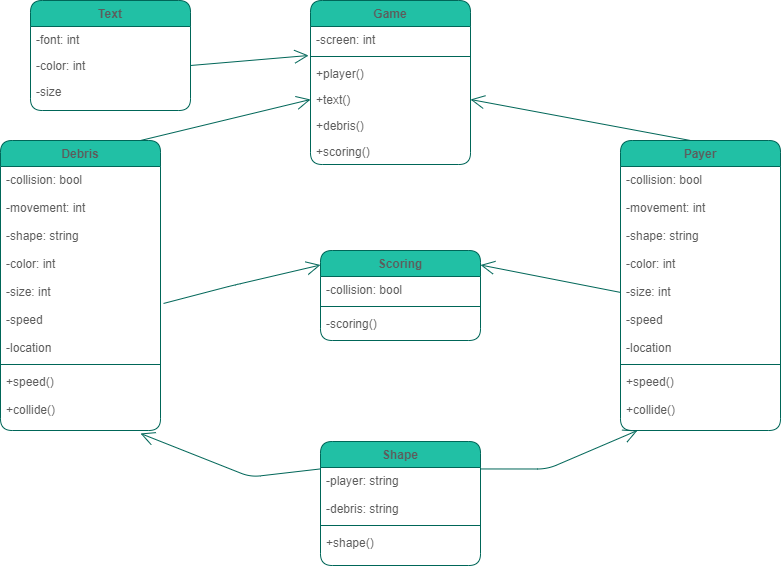 Text
-font: int
-color: int
-size
Game
-screen: int
+player()
+text()
+debris()
+scoring()
Debris
-collision: bool
-movement: int
-shape: string
-color: int
-size: int
-speed
-location
+speed()
+collide()
Payer
-collision: bool
-movement: int
-shape: string
-color: int
-size: int
-speed
-location
+speed()
+collide()
Scoring
-collision: bool
-scoring()
Shape
-player: string
-debris: string
+shape()